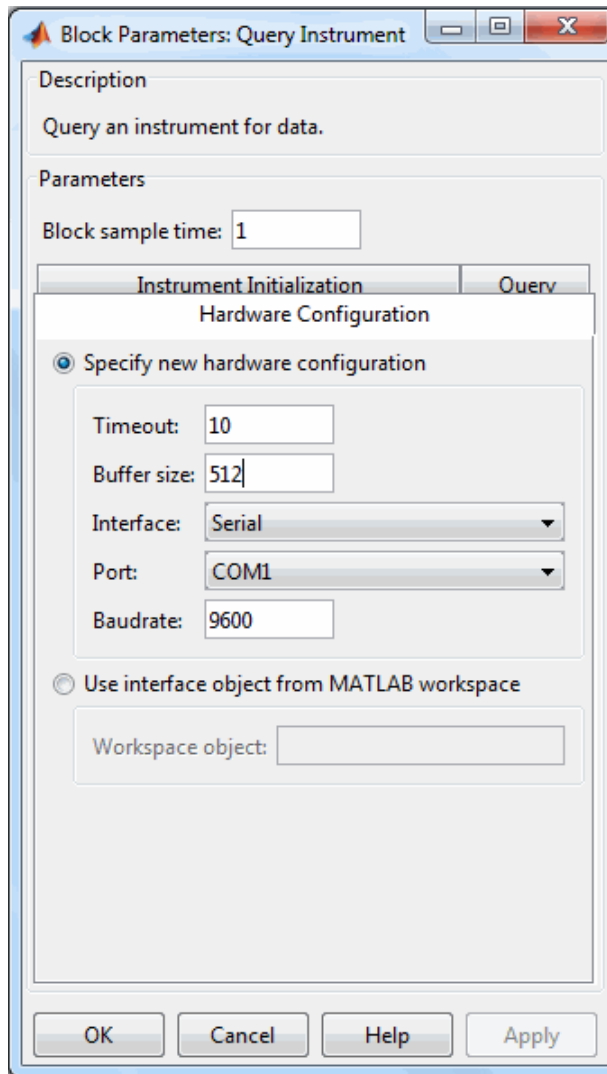 Block Parameters: Query Instrument
Description
Query an instrument for data.
Parameters
Block sample time: 1
Instrument Initialization Query
Hardware Configuration
Specify new hardware configuration
Timeout: 10
Buffer size: 512
Interface: Serial
Port: COM1
Baudrate: 9600
Use interface object from MATLAB workspace
Workspace object:
OK Cancel Help Apply